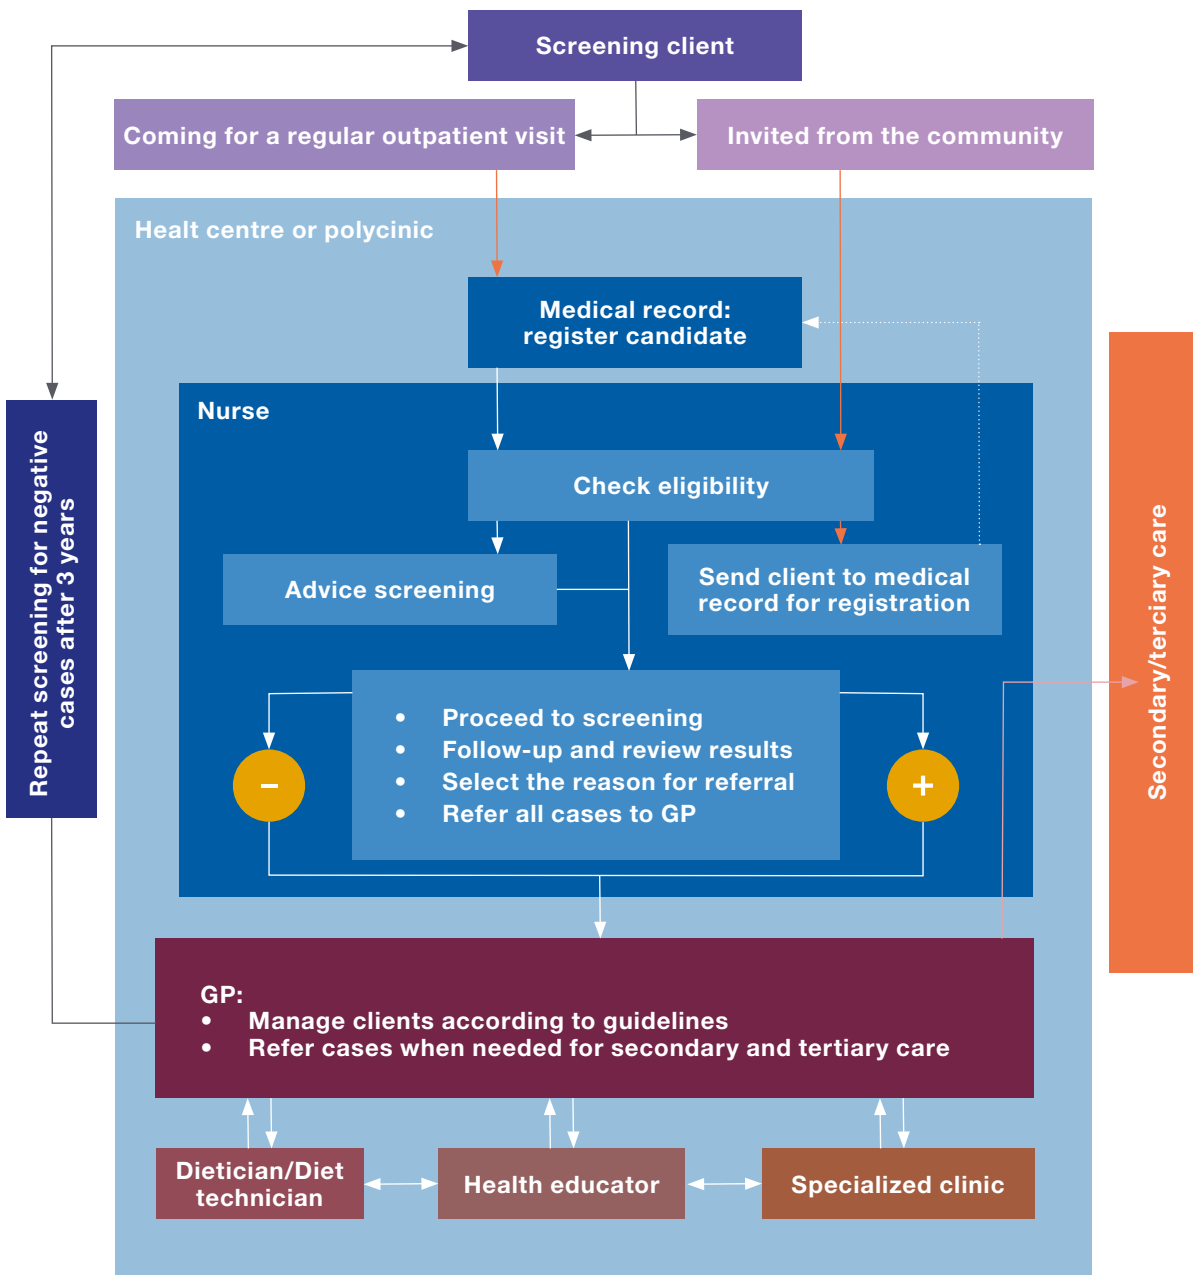 Screening client
Coming for a regular outpatient visit
Invited from the community
Healt centre or polycinic
Medical record:
register candidate
Nurse
Check eligibility
Advice screening
Send client to medical
record for registration
Repeat screening for negative
cases after 3 years
Secondary/terciary care
• Proceed to screening
• Follow-up and review results
• Select the reason for referral
• Refer all cases to GP
–
+
GP:
• Manage clients according to guidelines
• Refer cases when needed for secondary and tertiary care
Dietician/Diet
technician
Health educator
Specialized clinic